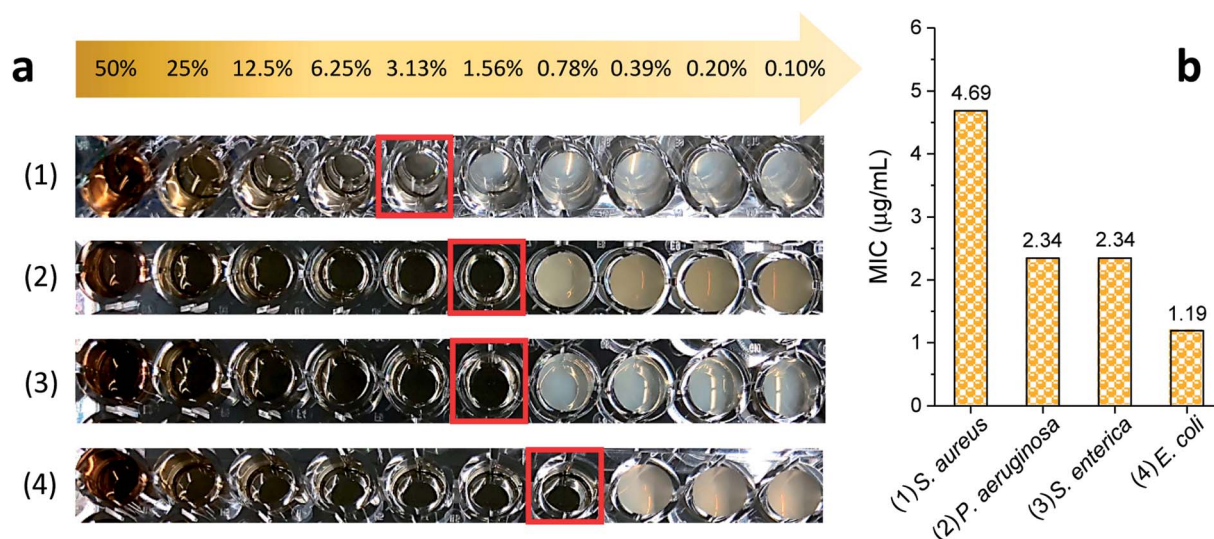 a
50% 25% 12.5% 6.25% 3.13% 1.56% 0.78% 0.39% 0.20% 0.10%
(1)
(2)
(3)
(4)
b
MIC (µg/mL)
6
5
4
3
2
1
0
4.69
2.34
2.34
1.19
(1) S. aureus
(2) P. aeruginosa
(3) S. enterica
(4) E. coli